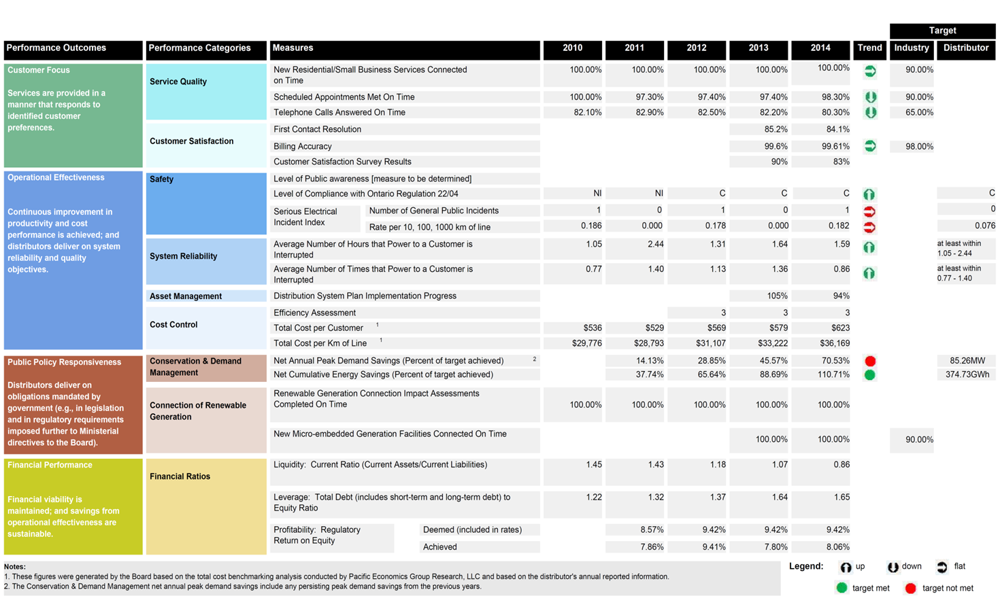 Target
Performance Outcomes Performance Categories Measures 2010 2011 2012 2013 2014 Trend Industry Distributor
Customer Focus
Services are provided in a
manner that responds to
identified customer
preferences.
Service Quality
New Residential/Small Business Services Connected
on Time
100.00% 100.00% 100.00% 100.00% 100.00% 90.00%
Scheduled Appointments Met On Time 100.00% 97.30% 97.40% 97.40% 98.30% 90.00%
Telephone Calls Answered On Time 82.10% 82.90% 82.50% 82.20% 80.30% 65.00%
Customer Satisfaction
First Contact Resolution 85.2% 84.1%
Billing Accuracy 99.6% 99.61% 98.00%
Customer Satisfaction Survey Results 90% 83%
Operational Effectiveness
Continuous improvement in
productivity and cost
performance is achieved; and
distributors deliver on system
reliability and quality
objectives.
Safety
Level of Public awareness [measure to be determined]
Level of Compliance with Ontario Regulation 22/04 NI NI C C C C
Serious Electrical
Incident Index
Number of General Public Incidents 1 0 1 0 1 0
Rate per 10, 100, 1000 km of line 0.186 0.000 0.178 0.000 0.182 0.076
System Reliability
Average Number of Hours that Power to a Customer is
Interrupted
1.05 2.44 1.31 1.64 1.59
at least within
1.05 - 2.44
Average Number of Times that Power to a Customer is
Interrupted
0.77 1.40 1.13 1.36 0.86
at least within
0.77 - 1.40
Asset Management Distribution System Plan Implementation Progress 105% 94%
Cost Control
Efficiency Assessment 3 3 3
Total Cost per Customer 1 $536 $529 $569 $579 $623
Total Cost per Km of Line 1 $29,776 $28,793 $31,107 $33,222 $36,169
Public Policy Responsiveness
Distributors deliver on
obligations mandated by
government (e.g., in legislation
and in regulatory requirements
imposed further to Ministerial
directives to the Board).
Conservation & Demand
Management
Net Annual Peak Demand Savings (Percent of target achieved) 2 14.13% 28.85% 45.57% 70.53% 85.26MW
Net Cumulative Energy Savings (Percent of target achieved) 37.74% 65.64% 88.69% 110.71% 374.73GWh
Connection of Renewable
Generation
Renewable Generation Connection Impact Assessments
Completed On Time
100.00% 100.00% 100.00% 100.00% 100.00%
New Micro-embedded Generation Facilities Connected On Time 100.00% 100.00% 90.00%
Financial Performance
Financial viability is
maintained; and savings from
operational effectiveness are
sustainable.
Financial Ratios
Liquidity: Current Ratio (Current Assets/Current Liabilities) 1.45 1.43 1.18 1.07 0.86
Leverage: Total Debt (includes short-term and long-term debt) to
Equity Ratio
1.22 1.32 1.37 1.64 1.65
Profitability: Regulatory
Return on Equity
Deemed (included in rates) 8.57% 9.42% 9.42% 9.42%
Achieved 7.86% 9.41% 7.80% 8.06%
Notes:
1. These figures were generated by the Board based on the total cost benchmarking analysis conducted by Pacific Economics Group Research, LLC and based on the distributor's annual reported information.
2. The Conservation & Demand Management net annual peak demand savings include any persisting peak demand savings from the previous years.
Legend: up down flat
target met target not met